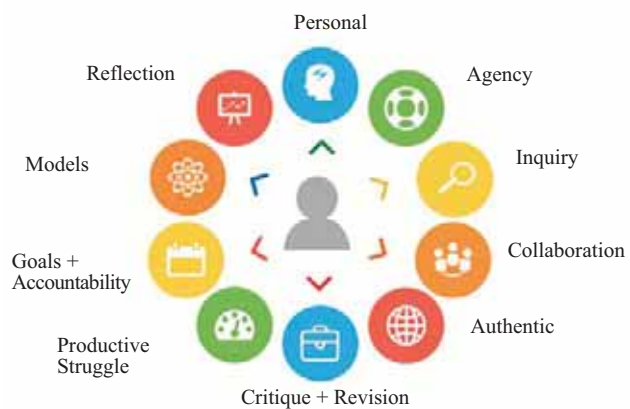 Personal
Reflection
Agency
Models
Inquiry
Goals +
Accountability
Collaboration
Productive
Struggle
Authentic
Critique + Revision